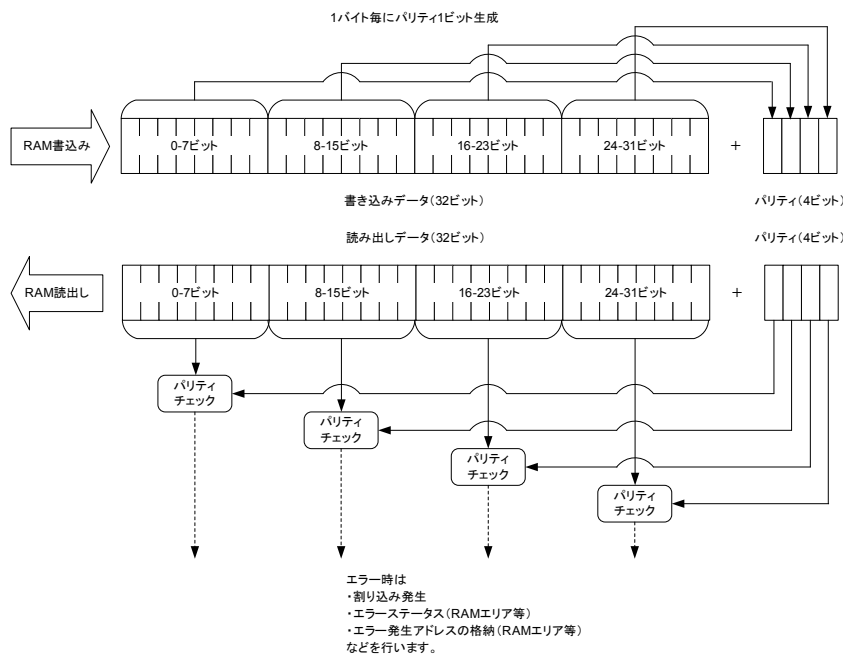 1バイト毎にパリティ1ビット生成
RAM書込み
0-7ビット
8-15ビット
16-23ビット
24-31ビット
+
書き込みデータ(32ビット)
パリティ(4ビット)
読み出しデータ(32ビット)
パリティ(4ビット)
RAM読出し
0-7ビット
8-15ビット
16-23ビット
24-31ビット
+
パリティ
チェック
パリティ
チェック
パリティ
チェック
パリティ
チェック
エラー時は
・割り込み発生
・エラーステータス(RAMエリア等)
・エラー発生アドレスの格納(RAMエリア等)
などを行います。